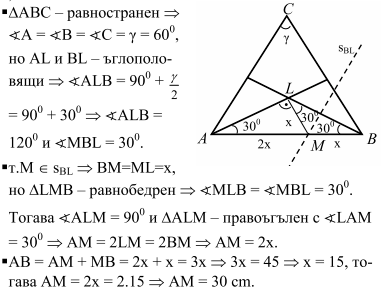 ▪ΔABC – равностранен ⇒
∢A = ∢B = ∢C = γ = 60⁰,
но AL и BL – ъглополо-
вящи ⇒ ∢ALB = 90⁰ + γ/2
= 90⁰ + 30⁰ ⇒ ∢ALB =
120⁰ и ∢MBL = 30⁰.
▪т.M ∈ s_BL ⇒ BM=ML=x,
но ΔLMB – равнобедрен ⇒ ∢MLB = ∢MBL = 30⁰.
Тогава ∢ALM = 90⁰ и ΔALM – правоъгълен с ∢LAM
= 30⁰ ⇒ AM = 2LM = 2BM ⇒ AM = 2x.
▪AB = AM + MB = 2x + x = 3x ⇒ 3x = 45 ⇒ x = 15, то-
гава AM = 2x = 2.15 ⇒ AM = 30 cm.
C
γ
s_BL
L
30⁰
x
A
30⁰
30⁰
B
2x
M
x